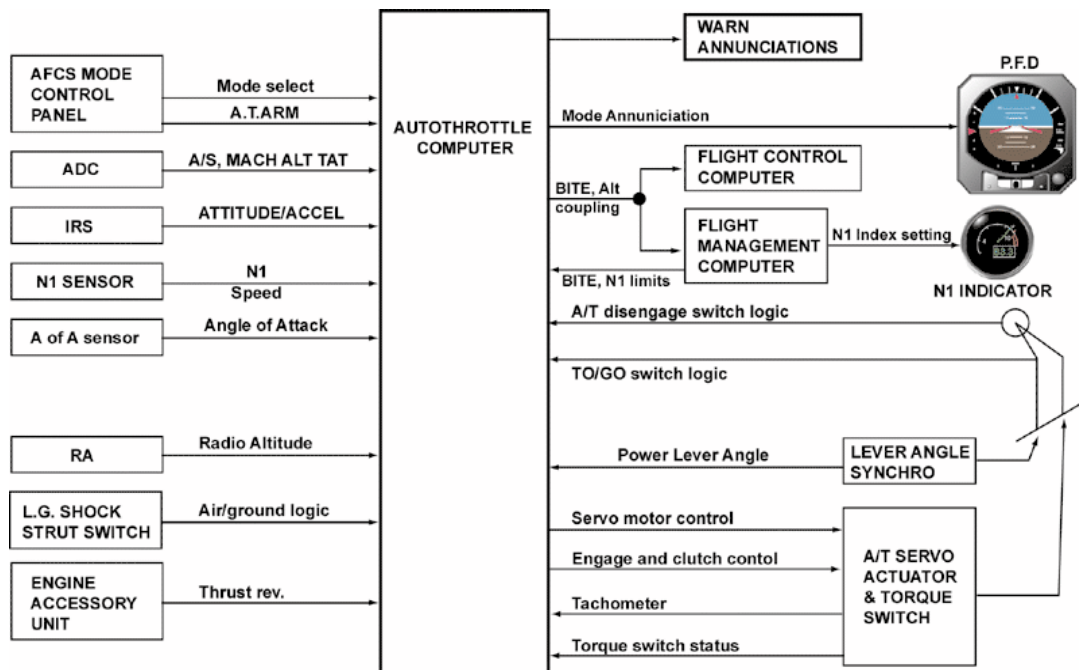 AFCS MODE
CONTROL
PANEL
Mode select
A.T.ARM
ADC
A/S, MACH ALT TAT
IRS
ATTITUDE/ACCEL
N1 SENSOR
N1
Speed
A of A sensor
Angle of Attack
RA
Radio Altitude
L.G. SHOCK
STRUT SWITCH
Air/ground logic
ENGINE
ACCESSORY
UNIT
Thrust rev.
AUTOTHROTTLE
COMPUTER
WARN
ANNUNCIATIONS
P.F.D
Mode Annuniciation
FLIGHT CONTROL
COMPUTER
BITE, Alt
coupling
FLIGHT
MANAGEMENT
COMPUTER
N1 Index setting
BITE, N1 limits
N1 INDICATOR
A/T disengage switch logic
TO/GO switch logic
Power Lever Angle
LEVER ANGLE
SYNCHRO
Servo motor control
Engage and clutch contol
Tachometer
Torque switch status
A/T SERVO
ACTUATOR
& TORQUE
SWITCH